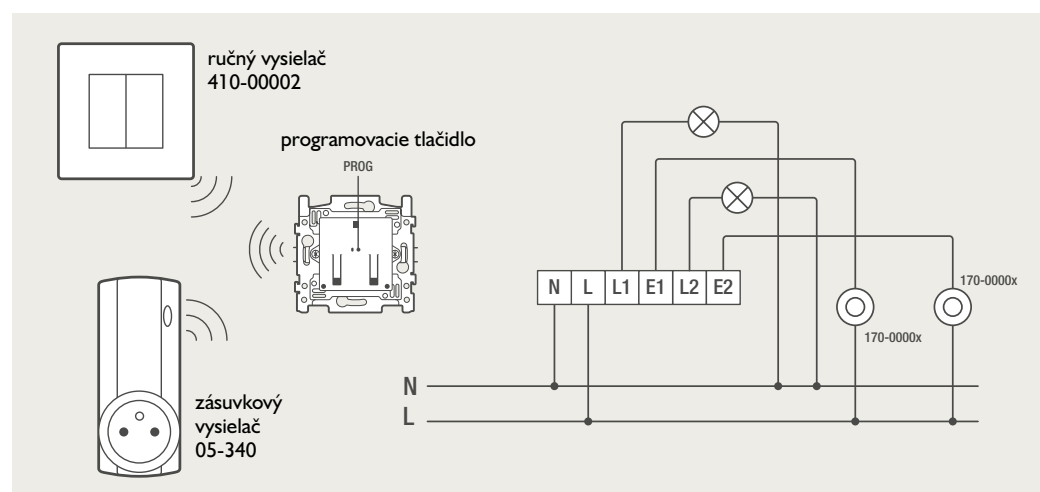 ručný vysielač
410-00002
programovacie tlačidlo
PROG
N L L1 E1 L2 E2
170-0000x
170-0000x
N
L
zásuvkový
vysielač
05-340